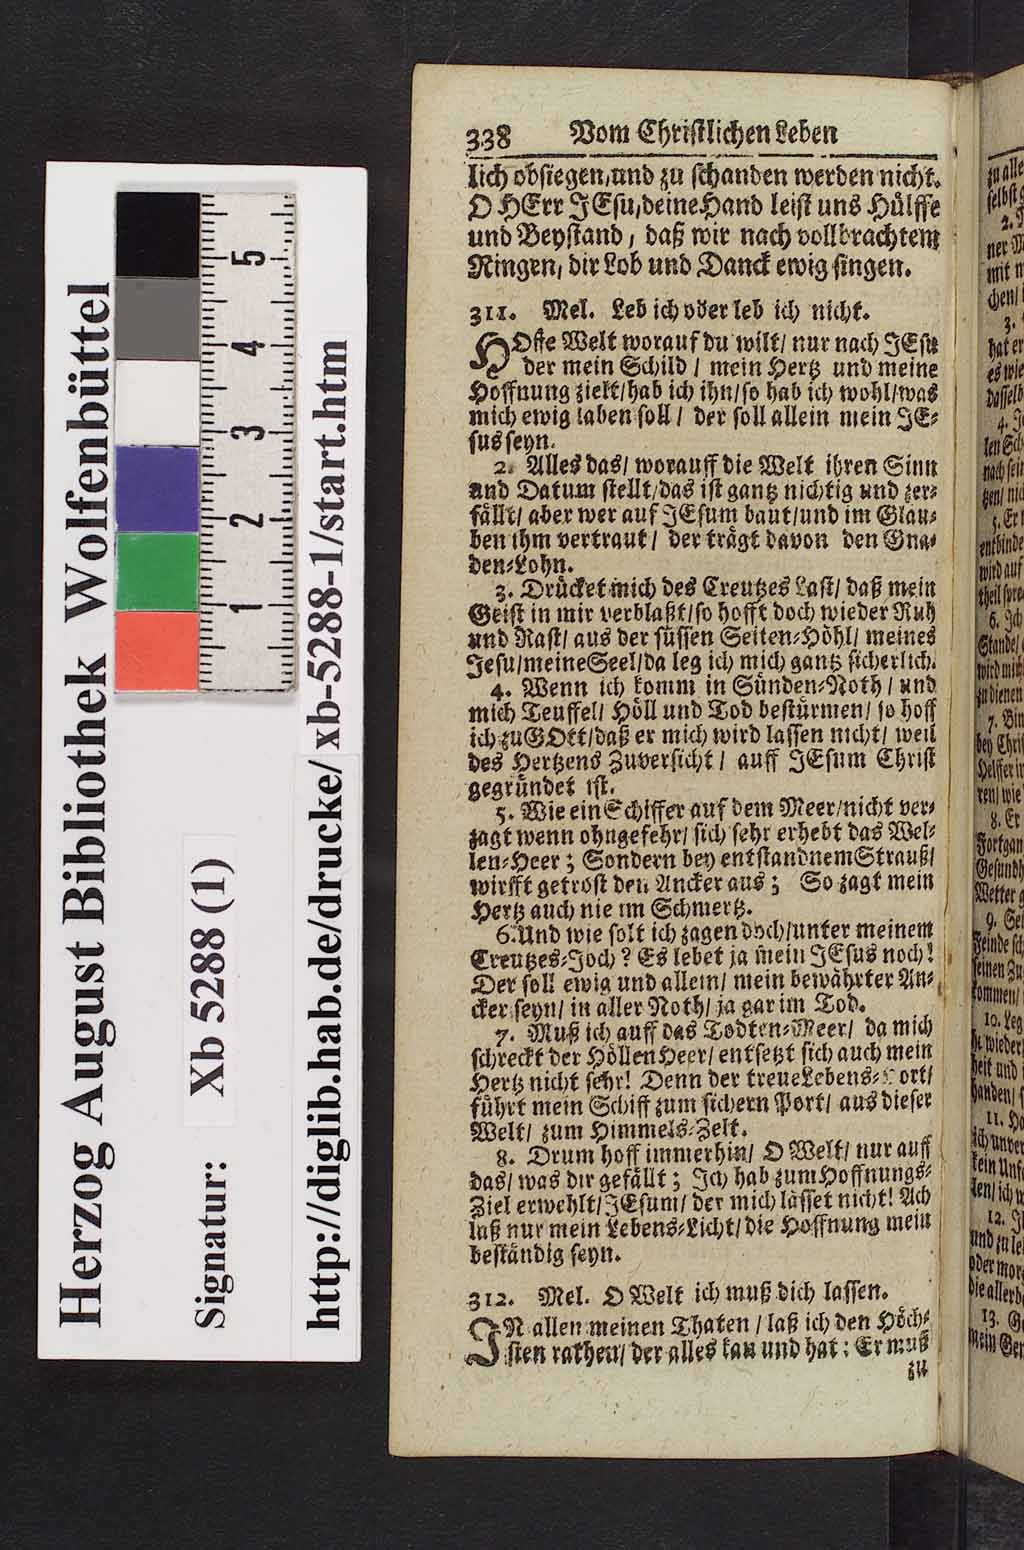 Herzog August Bibliothek Wolfenbüttel
Signatur: Xb 5288 (1)
http://diglib.hab.de/drucke/xb-5288-1/start.htm
5
4
3
2
1
338 Vom Christlichen Leben
lich obsiegen/und zu schanden werden nicht.
O HErr JEsu/deine Hand leist uns Hülffe
und Beystand, daß wir nach vollbrachtem
Ringen, dir Lob und Danck ewig singen.
311. Mel. Leb ich oder leb ich nicht.
HOffe Welt worauf du wilt/ nur nach JEsu
der mein Schild / mein Hertz und meine
Hoffnung zielt/hab ich ihn/so hab ich wohl/was
mich ewig laben soll / der soll allein mein JE-
sus seyn.
2. Alles das/ worauff die Welt ihren Sinn
und Datum stellt/das ist gantz nichtig und zer-
fällt/ aber wer auf JEsum baut/und im Glau-
ben ihm vertraut / der trägt davon den Gna-
den-Lohn.
3. Drücket mich des Creutzes Last/ daß mein
Geist in mir verblaßt/so hofft doch wieder Ruh
und Rast/ aus der süssen Seiten-Höhl/ meines
Jesu/meine Seel/da leg ich mich gantz sicherlich.
4. Wenn ich komm in Sünden-Noth / und
mich Teuffel/ Höll und Tod bestürmen/ so hoff
ich zu GOtt/daß er mich wird lassen nicht/ weil
des Hertzens Zuversicht / auff JEsum Christ
gegründet ist.
5. Wie ein Schiffer auf dem Meer/nicht ver-
zagt wenn ohngefehr/ sich sehr erhebt das Wel-
len-Heer; Sondern bey entstandnem Strauß/
wirfft getrost den Ancker aus; So zagt mein
Hertz auch nie im Schmertz.
6. Und wie solt ich zagen doch/unter meinem
Creutzes-Joch? Es lebet ja mein JEsus noch!
Der soll ewig und allein/ mein bewährter An-
cker seyn/ in aller Noth/ ja gar im Tod.
7. Muß ich auff das Todten-Meer/ da mich
schreckt der Höllen Heer/ entsetzt sich auch mein
Hertz nicht sehr! Denn der treue Lebens-Hort/
führt mein Schiff zum sichern Port/ aus dieser
Welt/ zum Himmels-Zelt.
8. Drum hoff immerhin/ O Welt/ nur auff
das/ was dir gefällt; Ich hab zum Hoffnungs-
Ziel erwehlt/JEsum/ der mich lässet nicht! Ach
laß nur mein Lebens-Licht/die Hoffnung mein
beständig seyn.
312. Mel. O Welt ich muß dich lassen.
IN allen meinen Thaten / laß ich den Höch-
sten rathen/ der alles kan und hat: Er muß
zu